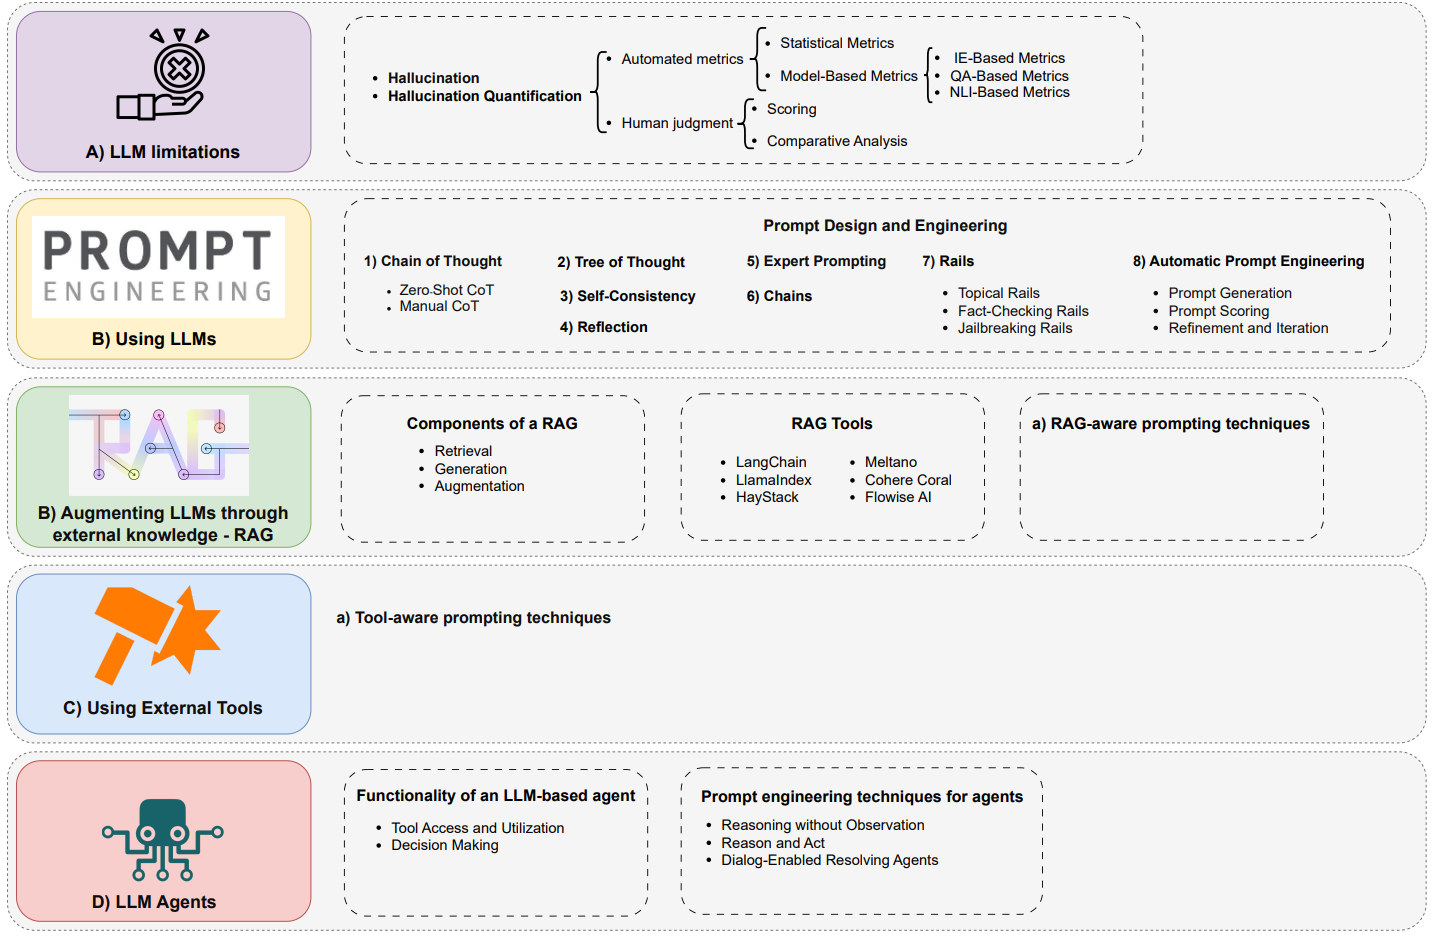 A) LLM limitations
Hallucination
Hallucination Quantification
Automated metrics
Statistical Metrics
Model-Based Metrics
IE-Based Metrics
QA-Based Metrics
NLI-Based Metrics
Human judgment
Scoring
Comparative Analysis
PROMPT
ENGINEERING
B) Using LLMs
Prompt Design and Engineering
1) Chain of Thought
Zero-Shot CoT
Manual CoT
2) Tree of Thought
3) Self-Consistency
4) Reflection
5) Expert Prompting
6) Chains
7) Rails
Topical Rails
Fact-Checking Rails
Jailbreaking Rails
8) Automatic Prompt Engineering
Prompt Generation
Prompt Scoring
Refinement and Iteration
RAG
B) Augmenting LLMs through
external knowledge - RAG
Components of a RAG
Retrieval
Generation
Augmentation
RAG Tools
LangChain
LlamaIndex
HayStack
Meltano
Cohere Coral
Flowise AI
a) RAG-aware prompting techniques
C) Using External Tools
a) Tool-aware prompting techniques
D) LLM Agents
Functionality of an LLM-based agent
Tool Access and Utilization
Decision Making
Prompt engineering techniques for agents
Reasoning without Observation
Reason and Act
Dialog-Enabled Resolving Agents